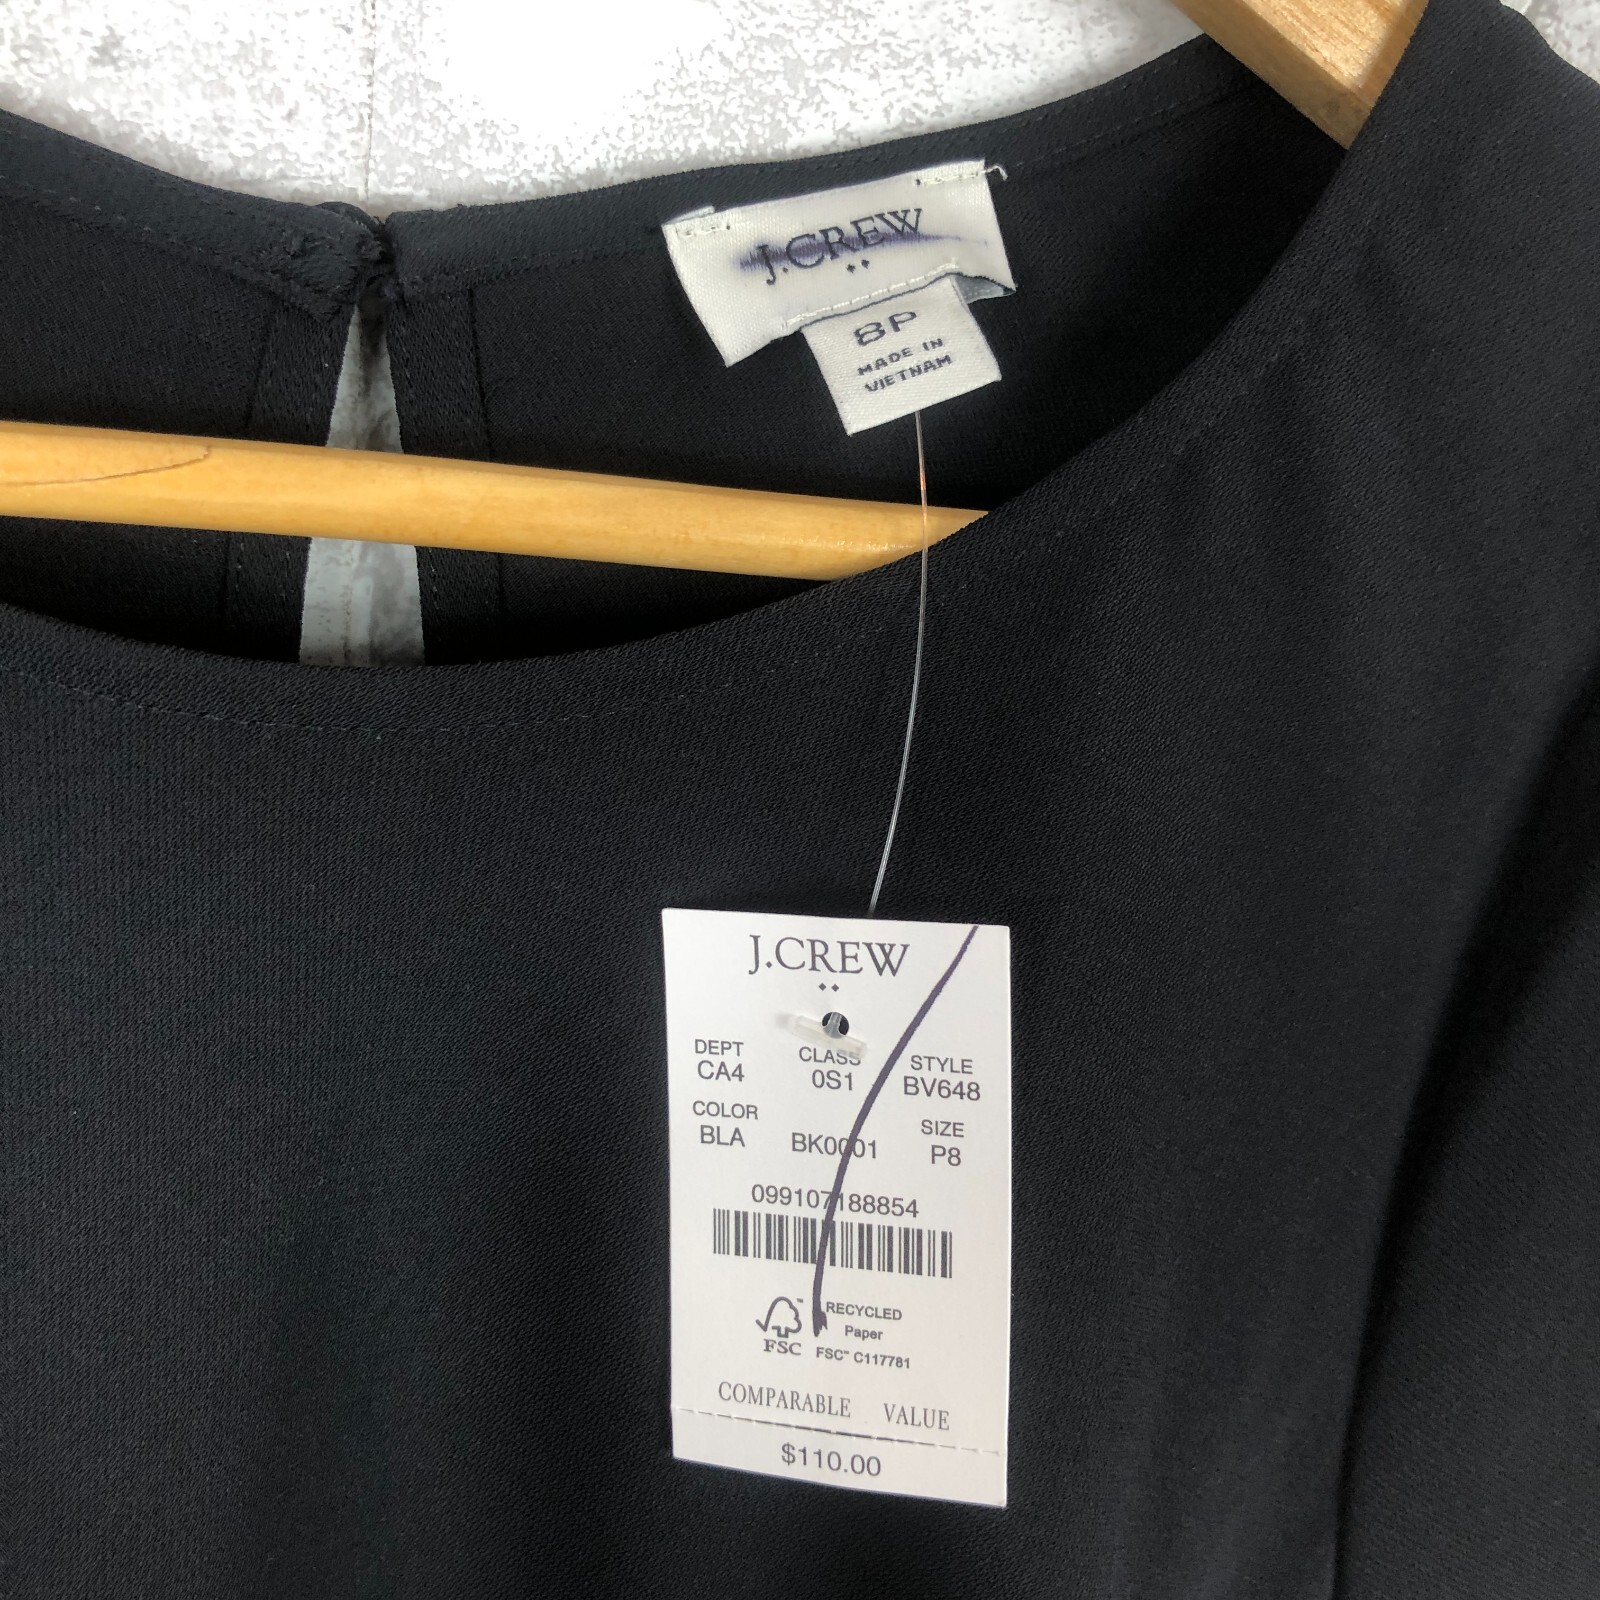 J.CREW
8P
MADE IN
VIETNAM
J.CREW
DEPT CLASS STYLE
CA4 0S1 BV648
COLOR SIZE
BLA BK0001 P8
099107188854
RECYCLED
Paper
FSC FSC™ C117781
COMPARABLE VALUE
$110.00